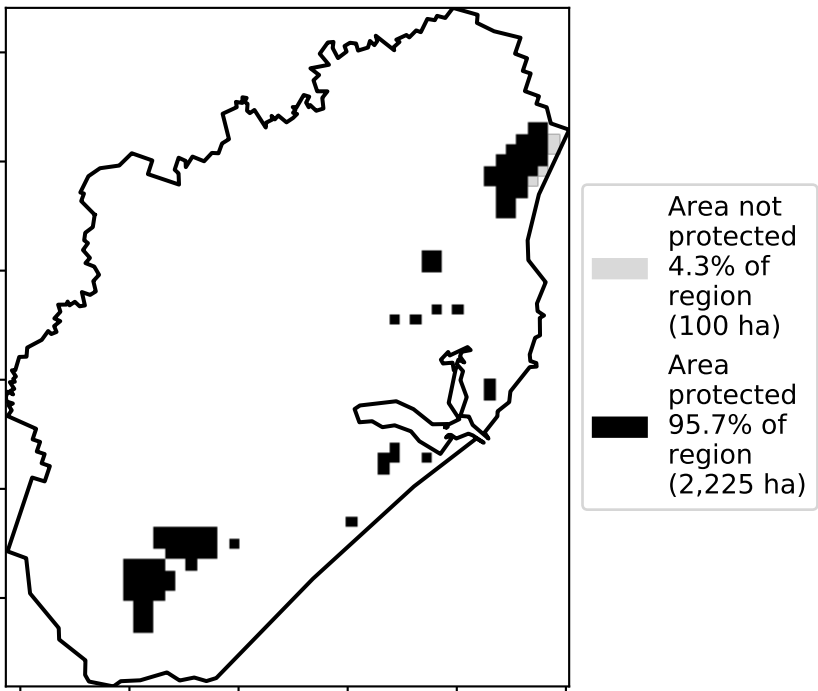 Area not
protected
4.3% of
region
(100 ha)
Area
protected
95.7% of
region
(2,225 ha)